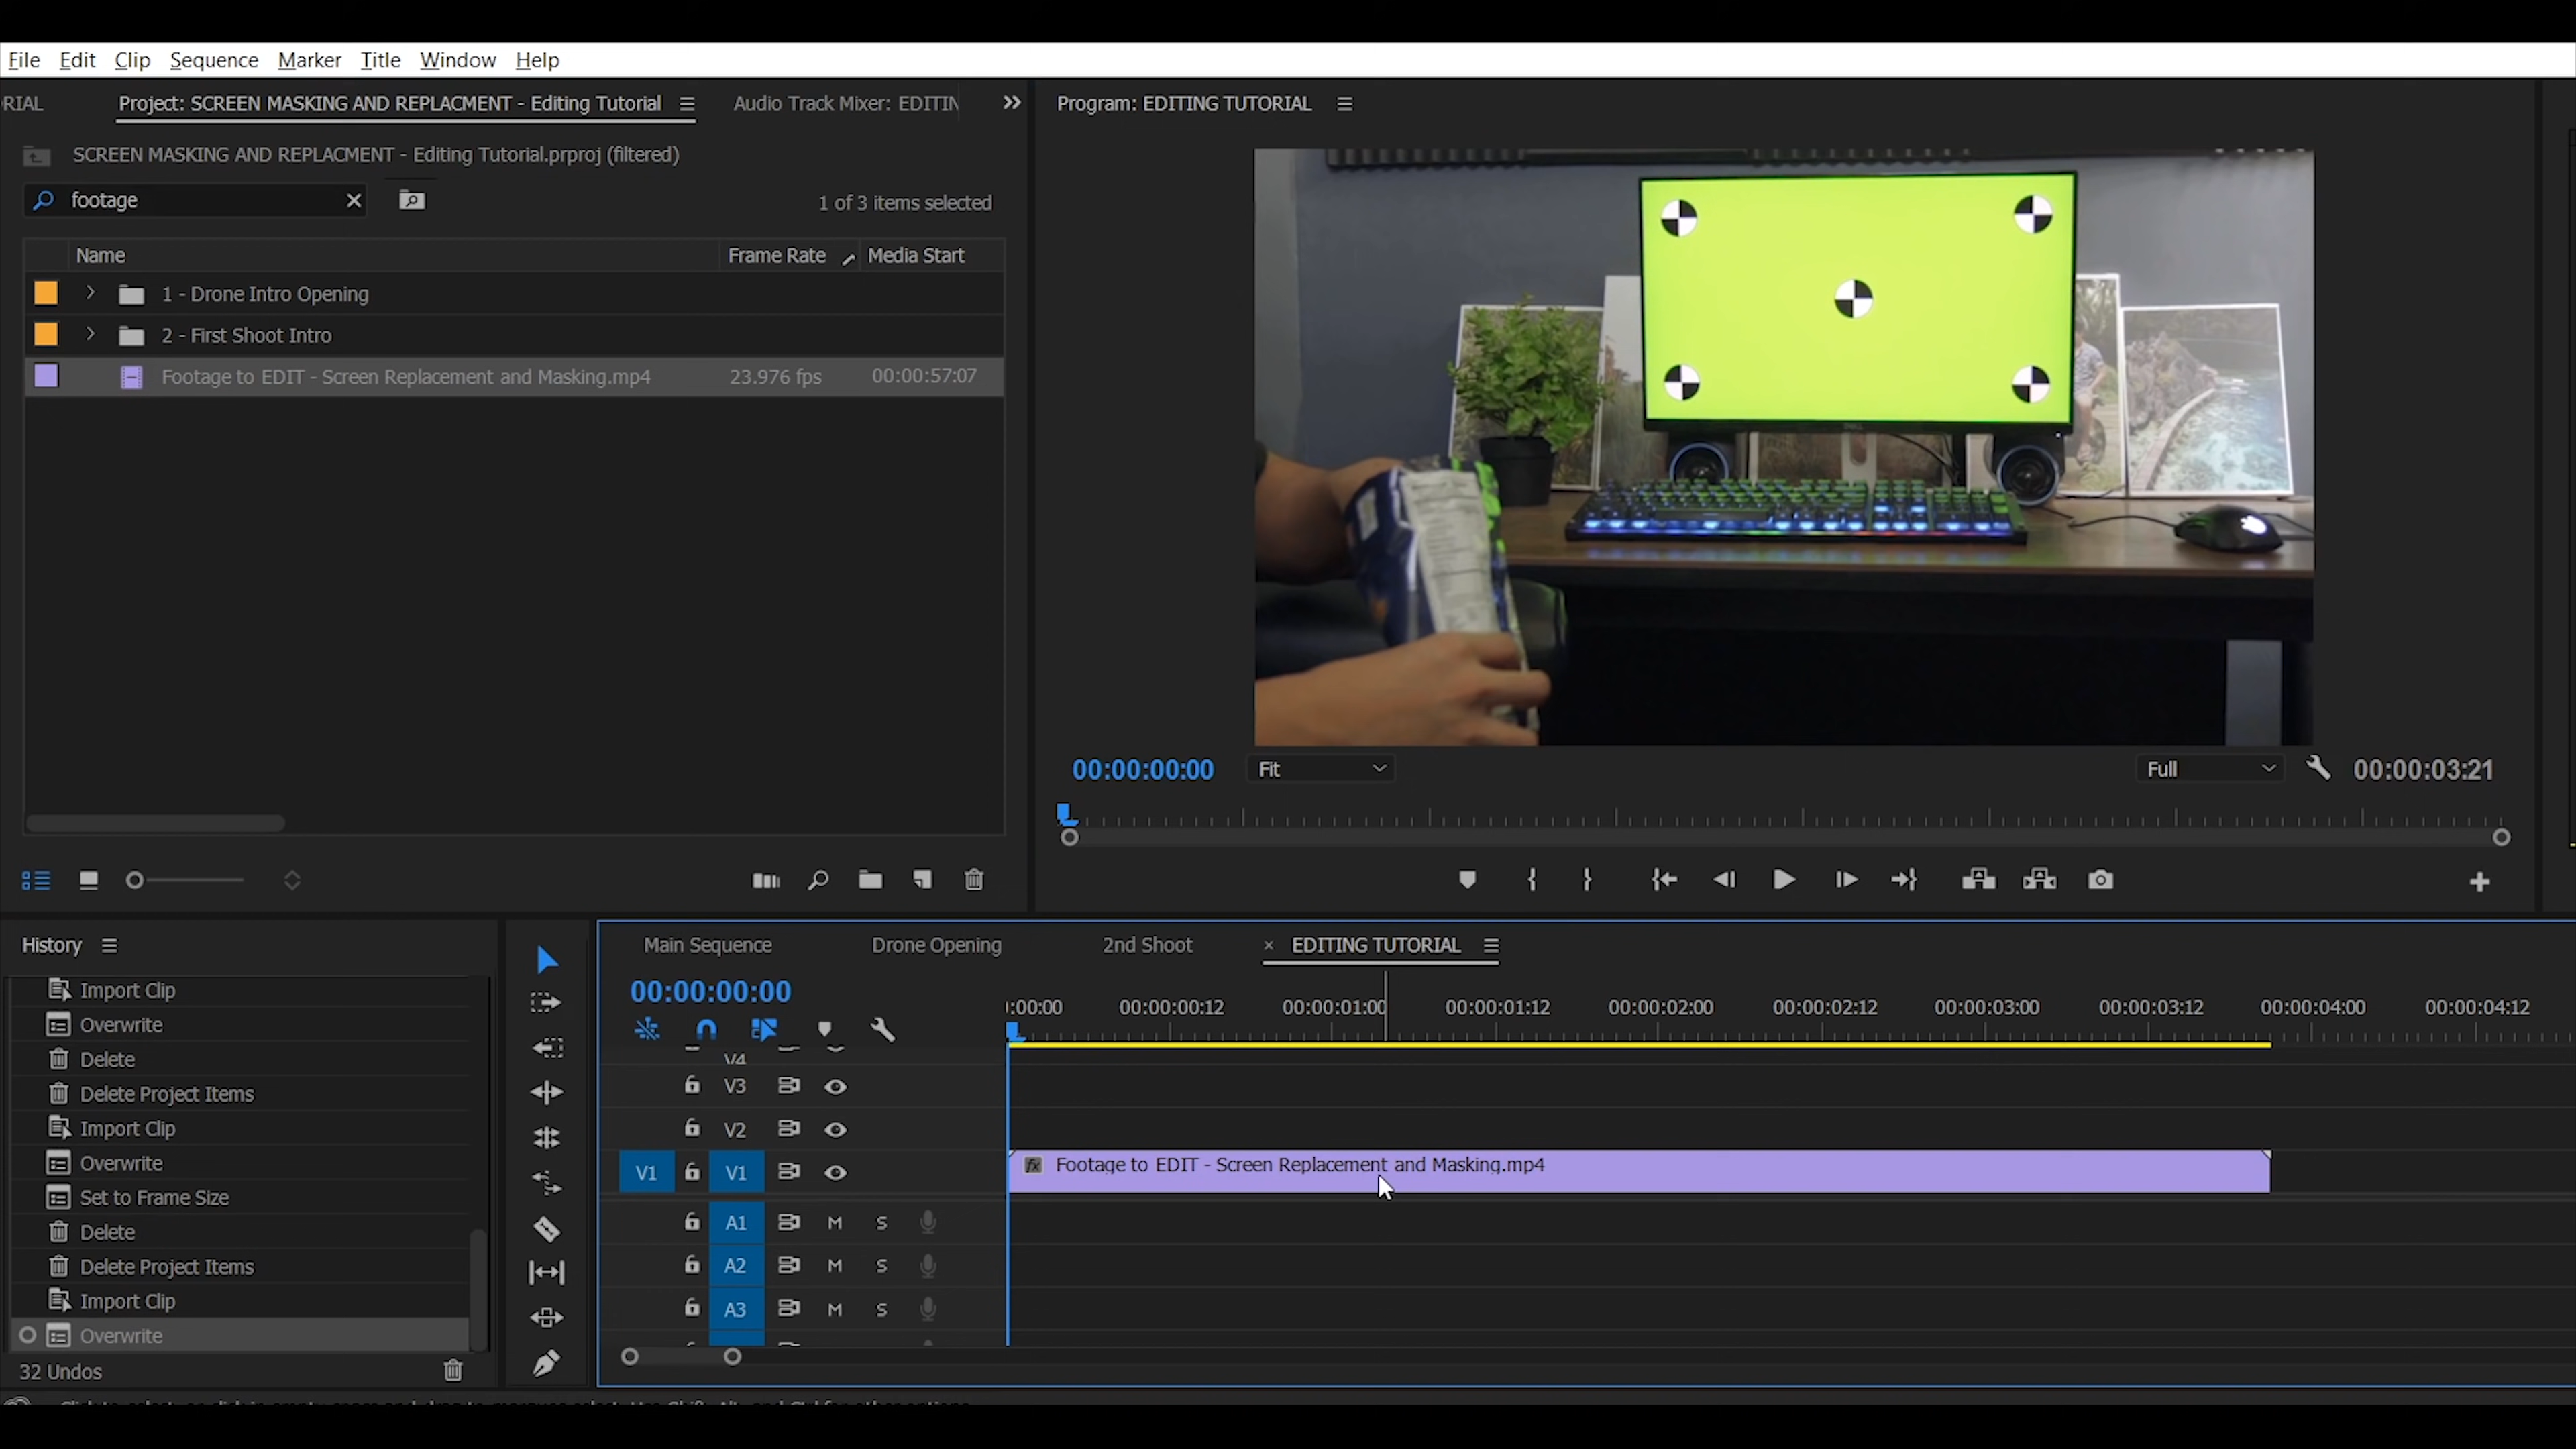 File Edit Clip Sequence Marker Title Window Help
RIAL Project: SCREEN MASKING AND REPLACMENT - Editing Tutorial Audio Track Mixer: EDITIN
SCREEN MASKING AND REPLACMENT - Editing Tutorial.prproj (filtered)
footage
1 of 3 items selected
Name Frame Rate Media Start
1 - Drone Intro Opening
2 - First Shoot Intro
Footage to EDIT - Screen Replacement and Masking.mp4 23.976 fps 00:00:57:07
Program: EDITING TUTORIAL
DELL
00:00:00:00 Fit Full 00:00:03:21
History
Import Clip
Overwrite
Delete
Delete Project Items
Import Clip
Overwrite
Set to Frame Size
Delete
Delete Project Items
Import Clip
Overwrite
32 Undos
Main Sequence Drone Opening 2nd Shoot × EDITING TUTORIAL
00:00:00:00
:00:00 00:00:00:12 00:00:01:00 00:00:01:12 00:00:02:00 00:00:02:12 00:00:03:00 00:00:03:12 00:00:04:00 00:00:04:12
V4
V3
V2
V1 V1 fx Footage to EDIT - Screen Replacement and Masking.mp4
A1 M S
A2 M S
A3 M S